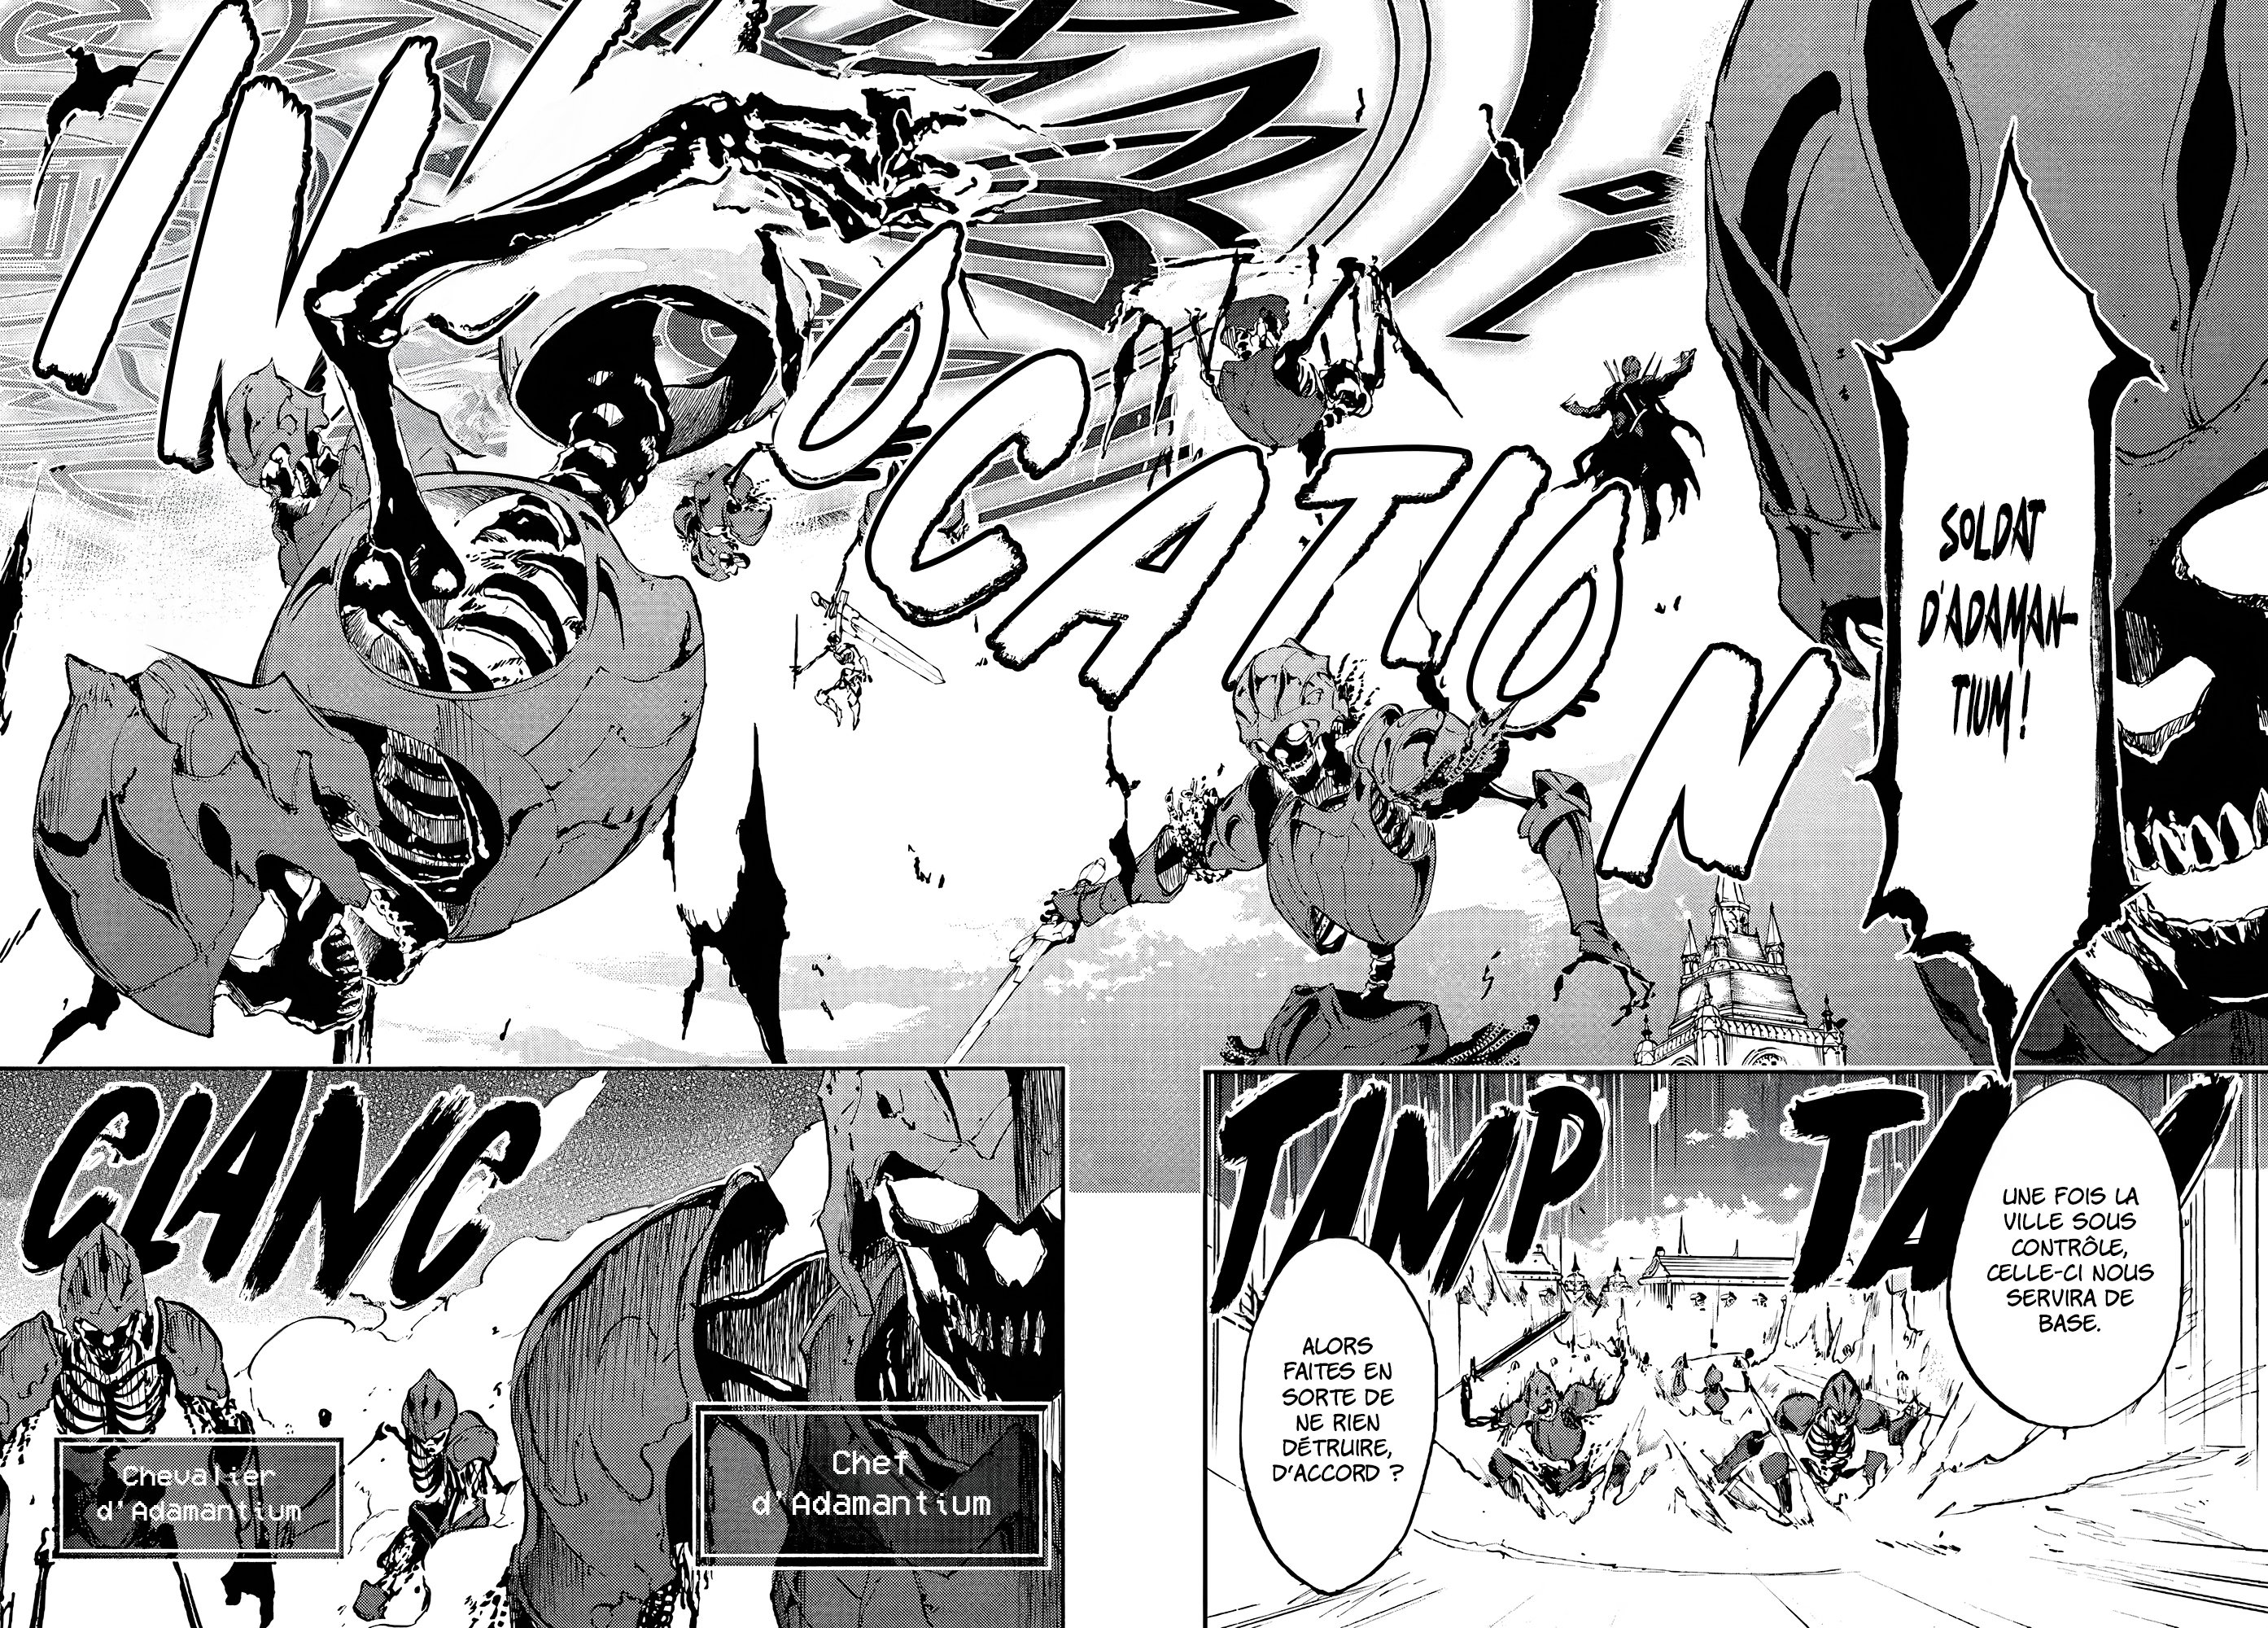 INVOCATION
SOLDAT
D'ADAMAN-
TIUM !
UNE FOIS LA
VILLE SOUS
CONTRÔLE,
CELLE-CI NOUS
SERVIRA DE
BASE.
TA
TAMP
ALORS
FAITES EN
SORTE DE
NE RIEN
DÉTRUIRE,
D'ACCORD ?
CLANG
Chef
d'Adamantium
Chevalier
d'Adamantium